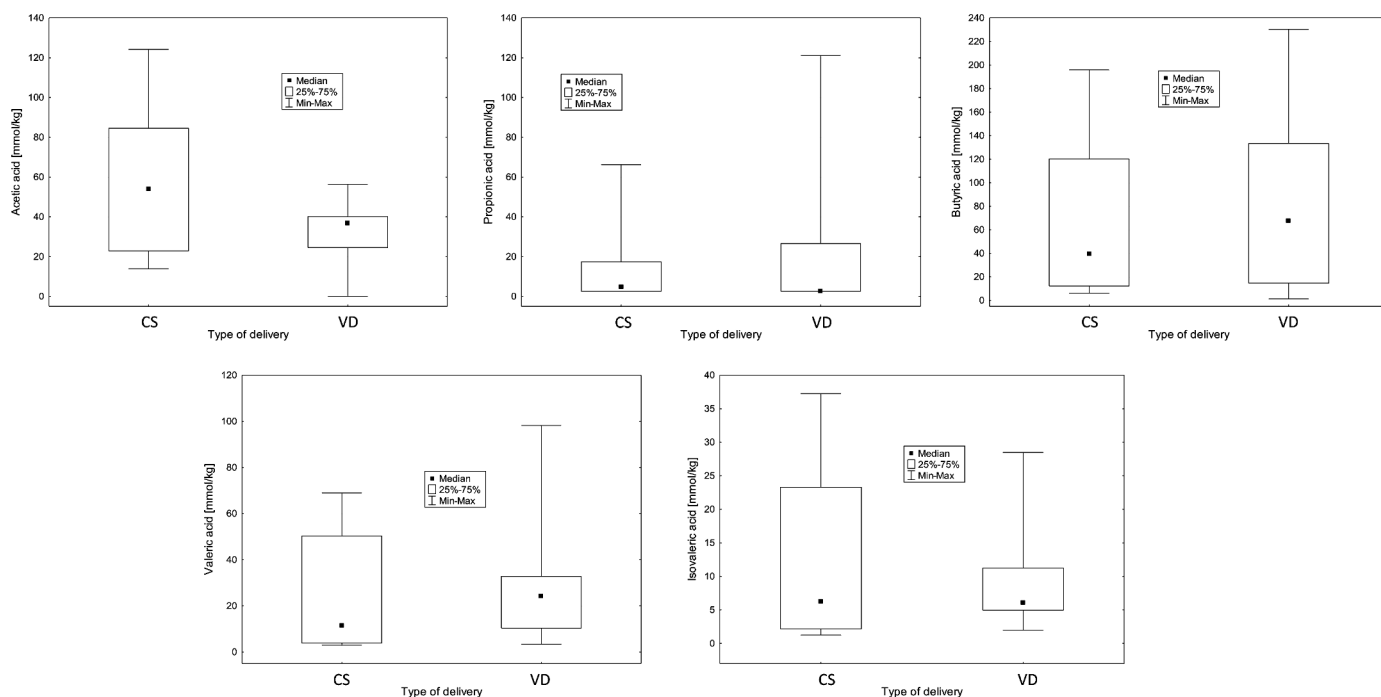 Acetic acid [mmol/kg]
140
120
100
80
60
40
20
0
Median
25%-75%
Min-Max
CS
VD
Type of delivery
Propionic acid [mmol/kg]
140
120
100
80
60
40
20
0
Median
25%-75%
Min-Max
CS
VD
Type of delivery
Butyric acid [mmol/kg]
240
220
200
180
160
140
120
100
80
60
40
20
0
Median
25%-75%
Min-Max
CS
VD
Type of delivery
Valeric acid [mmol/kg]
120
100
80
60
40
20
0
Median
25%-75%
Min-Max
CS
VD
Type of delivery
Isovaleric acid [mmol/kg]
40
35
30
25
20
15
10
5
0
Median
25%-75%
Min-Max
CS
VD
Type of delivery